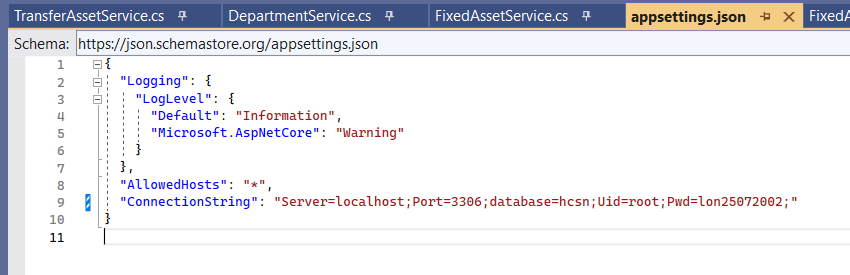 TransferAssetService.cs DepartmentService.cs FixedAssetService.cs appsettings.json FixedA
Schema: https://json.schemastore.org/appsettings.json
1 {
2 "Logging": {
3 "LogLevel": {
4 "Default": "Information",
5 "Microsoft.AspNetCore": "Warning"
6 }
7 },
8 "AllowedHosts": "*",
9 "ConnectionString": "Server=localhost;Port=3306;database=hcsn;Uid=root;Pwd=lon25072002;"
10 }
11